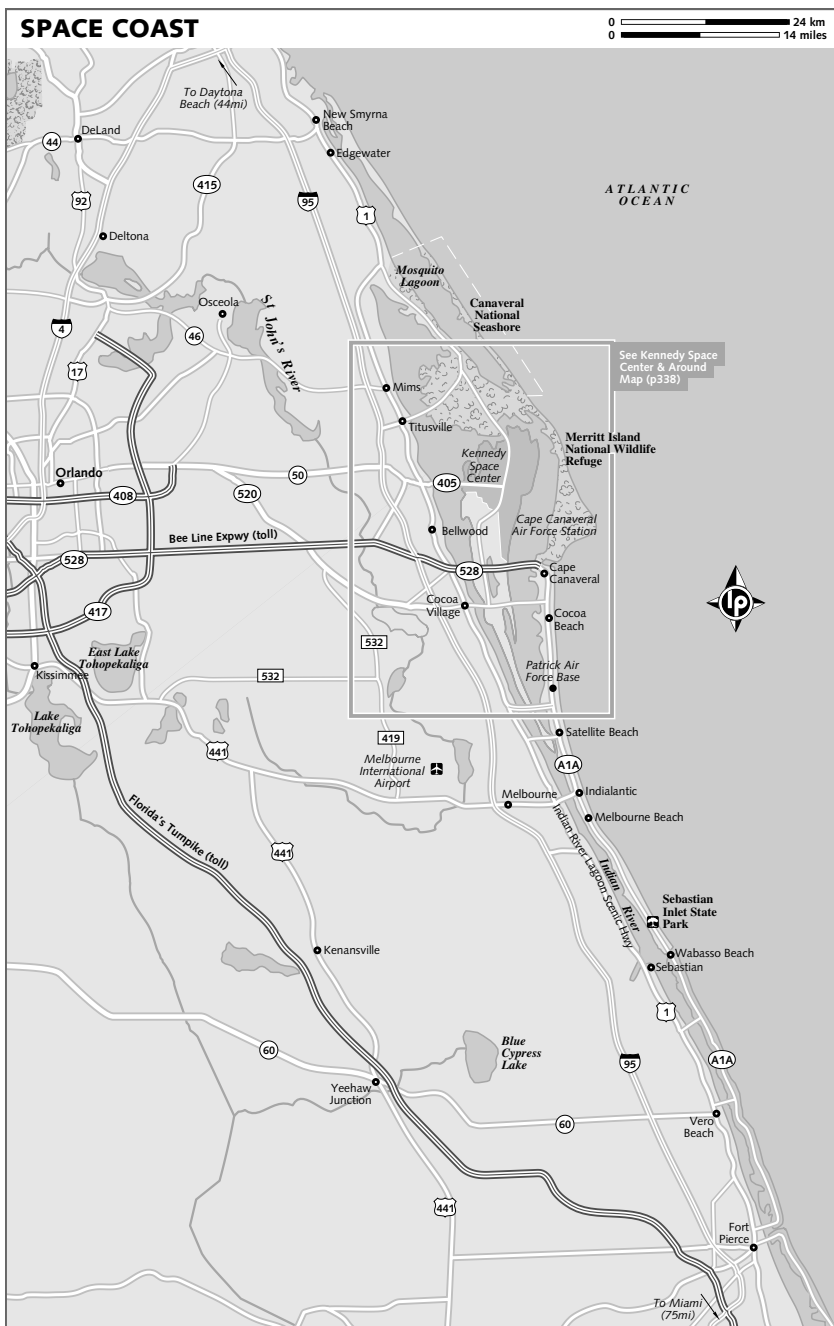 SPACE COAST
0 24 km
0 14 miles
To Daytona
Beach (44mi)
New Smyrna
Beach
DeLand
44
Edgewater
415
92
95
1
ATLANTIC
OCEAN
Deltona
Mosquito
Lagoon
Osceola
St John's River
Canaveral
National
Seashore
4
46
17
See Kennedy Space
Center & Around
Map (p338)
Mims
Titusville
Merritt Island
National Wildlife
Refuge
Kennedy
Space
Center
Orlando
50
405
408
520
Cape Canaveral
Air Force Station
Bellwood
Bee Line Expwy (toll)
528
528
Cape
Canaveral
417
Cocoa
Village
Cocoa
Beach
lp
532
East Lake
Tohopekaliga
Kissimmee
532
Patrick Air
Force Base
Lake
Tohopekaliga
Satellite Beach
419
441
Melbourne
International
Airport
A1A
Melbourne
Indialantic
Melbourne Beach
Florida's Turnpike (toll)
441
Indian River Lagoon Scenic Hwy
Indian
River
Sebastian
Inlet State
Park
Kenansville
Wabasso Beach
Sebastian
1
60
Blue
Cypress
Lake
95
A1A
Yeehaw
Junction
60
Vero
Beach
441
Fort
Pierce
To Miami
(75mi)